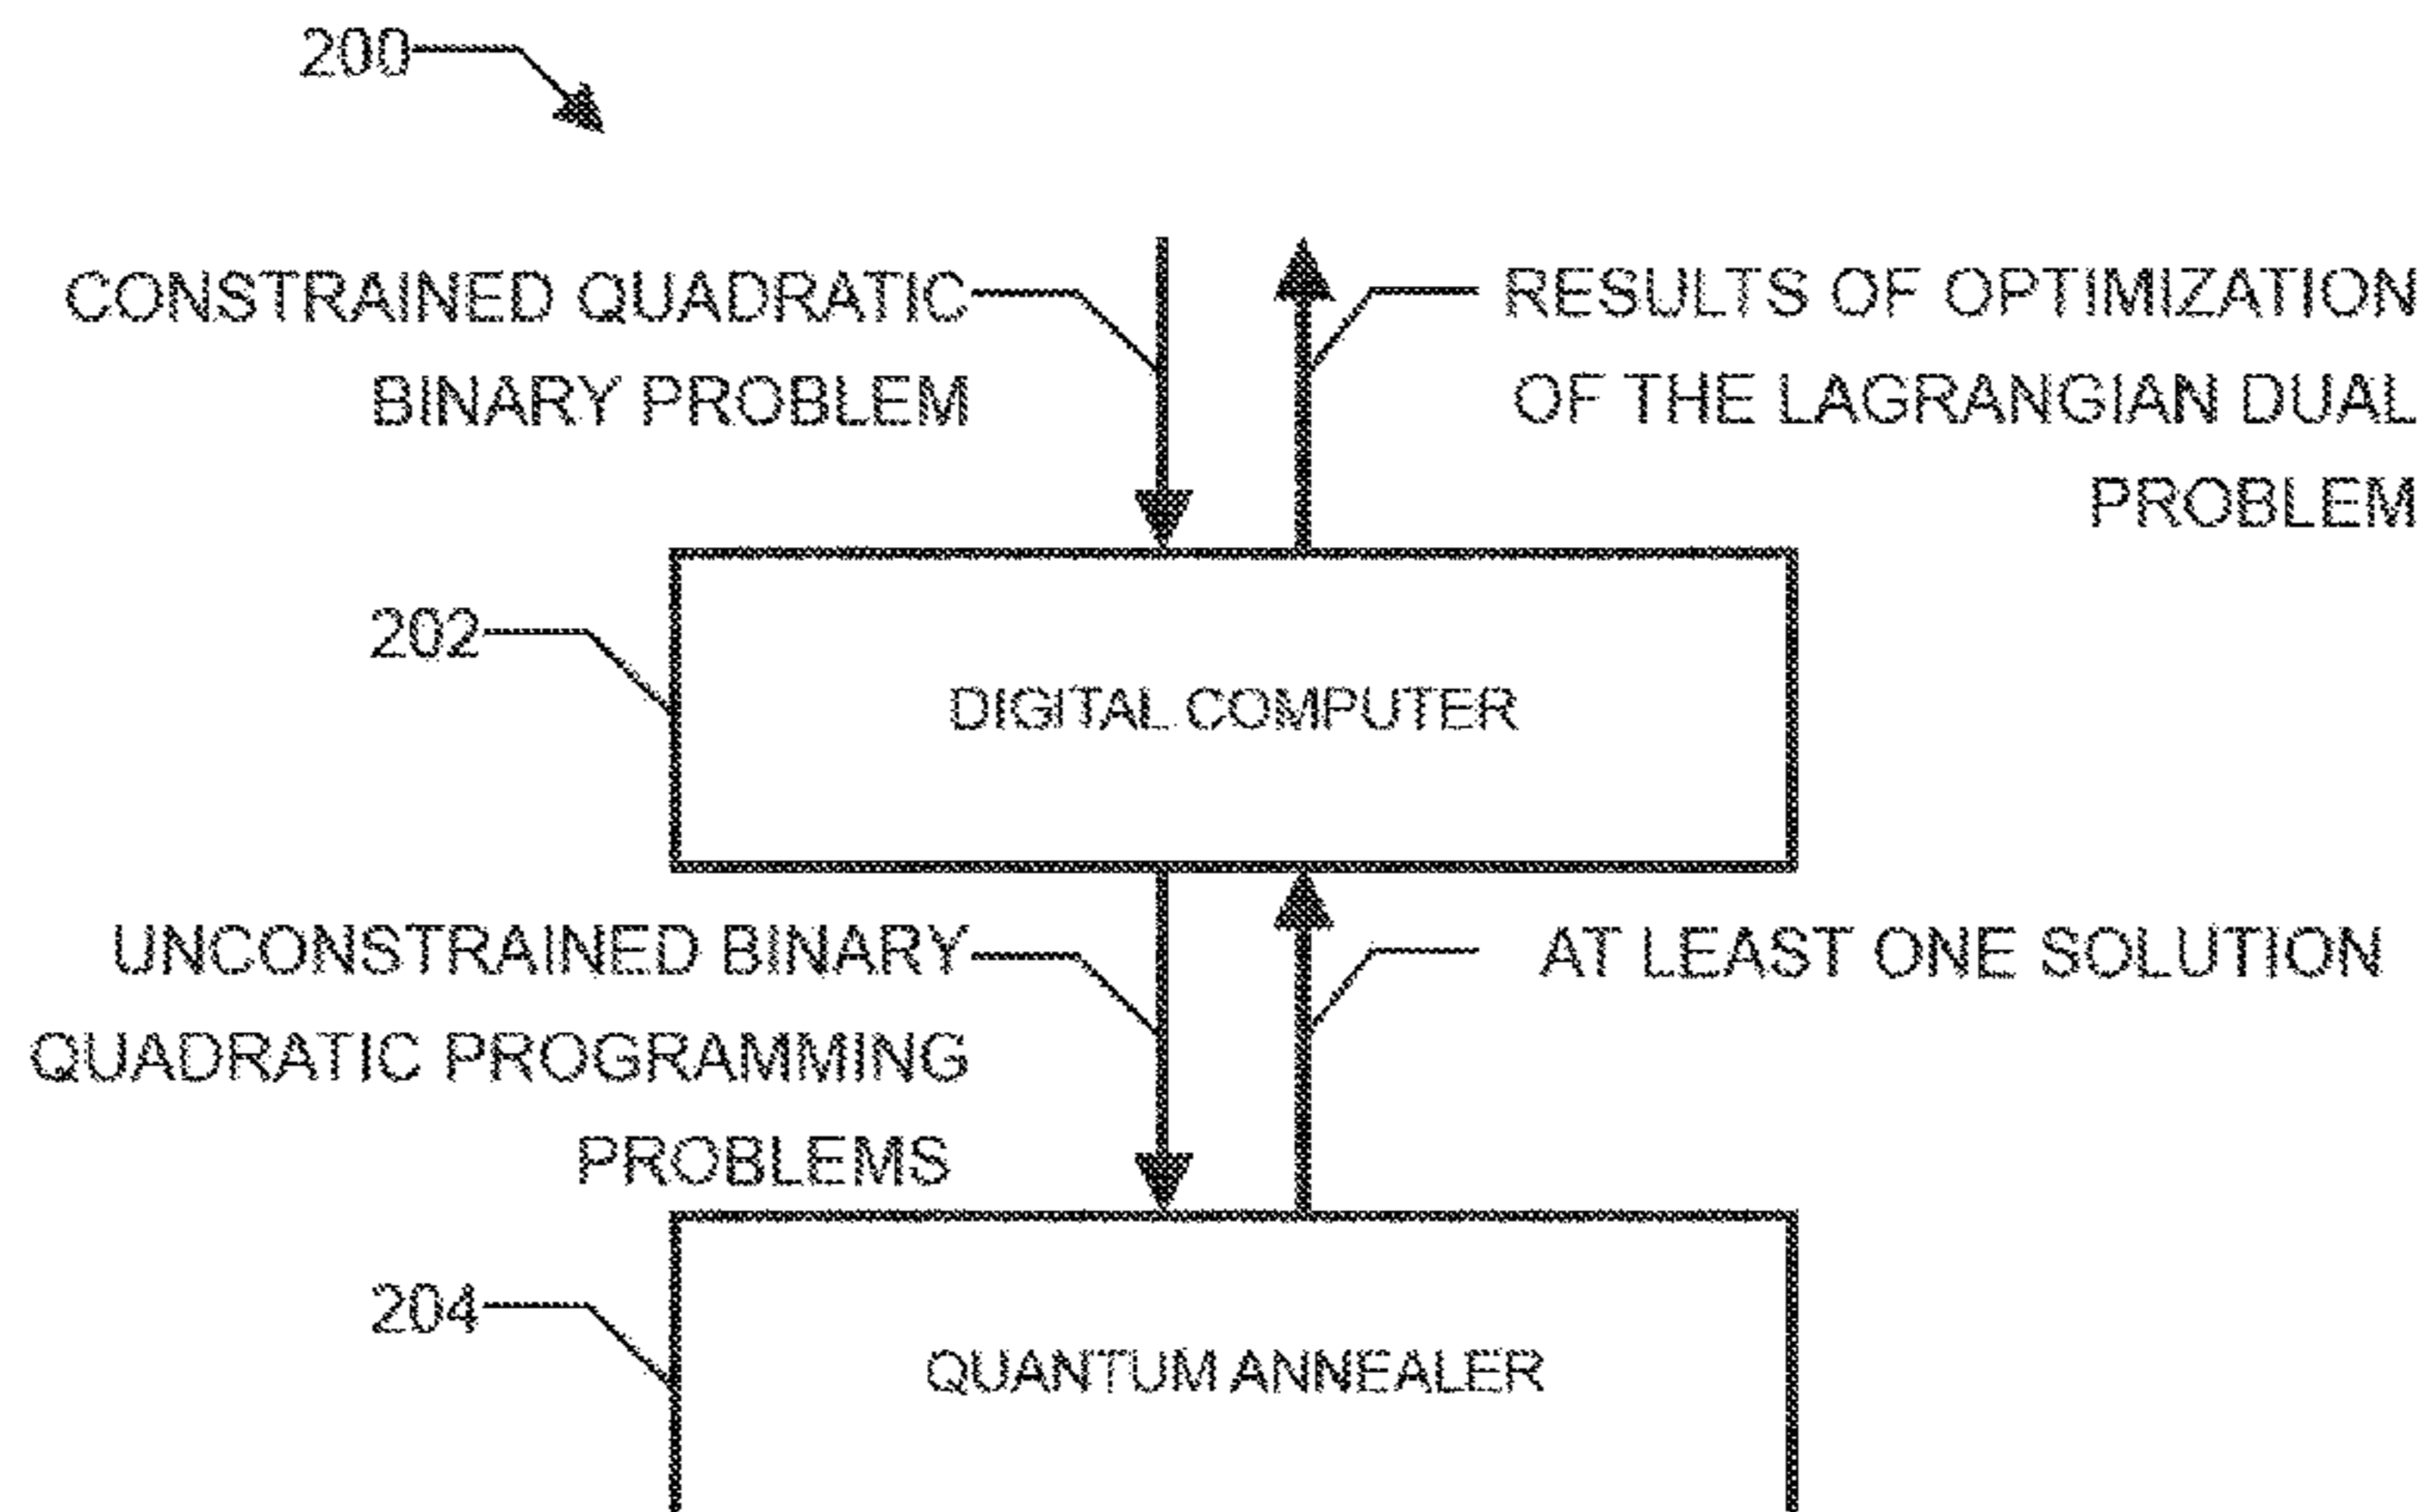 200
CONSTRAINED QUADRATIC
BINARY PROBLEM
RESULTS OF OPTIMIZATION
OF THE LAGRANGIAN DUAL
PROBLEM
202
DIGITAL COMPUTER
UNCONSTRAINED BINARY
QUADRATIC PROGRAMMING
PROBLEMS
AT LEAST ONE SOLUTION
204
QUANTUM ANNEALER